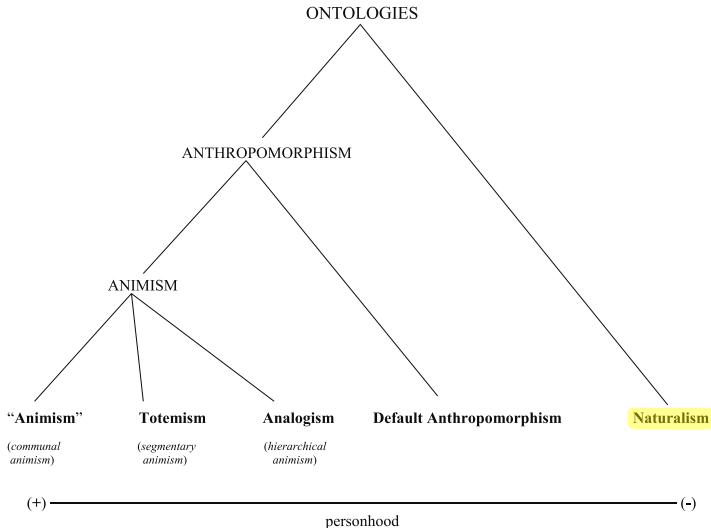 ONTOLOGIES
ANTHROPOMORPHISM
ANIMISM
“Animism” Totemism Analogism Default Anthropomorphism Naturalism
(communal (segmentary (hierarchical
animism) animism) animism)
(+) (-)
personhood